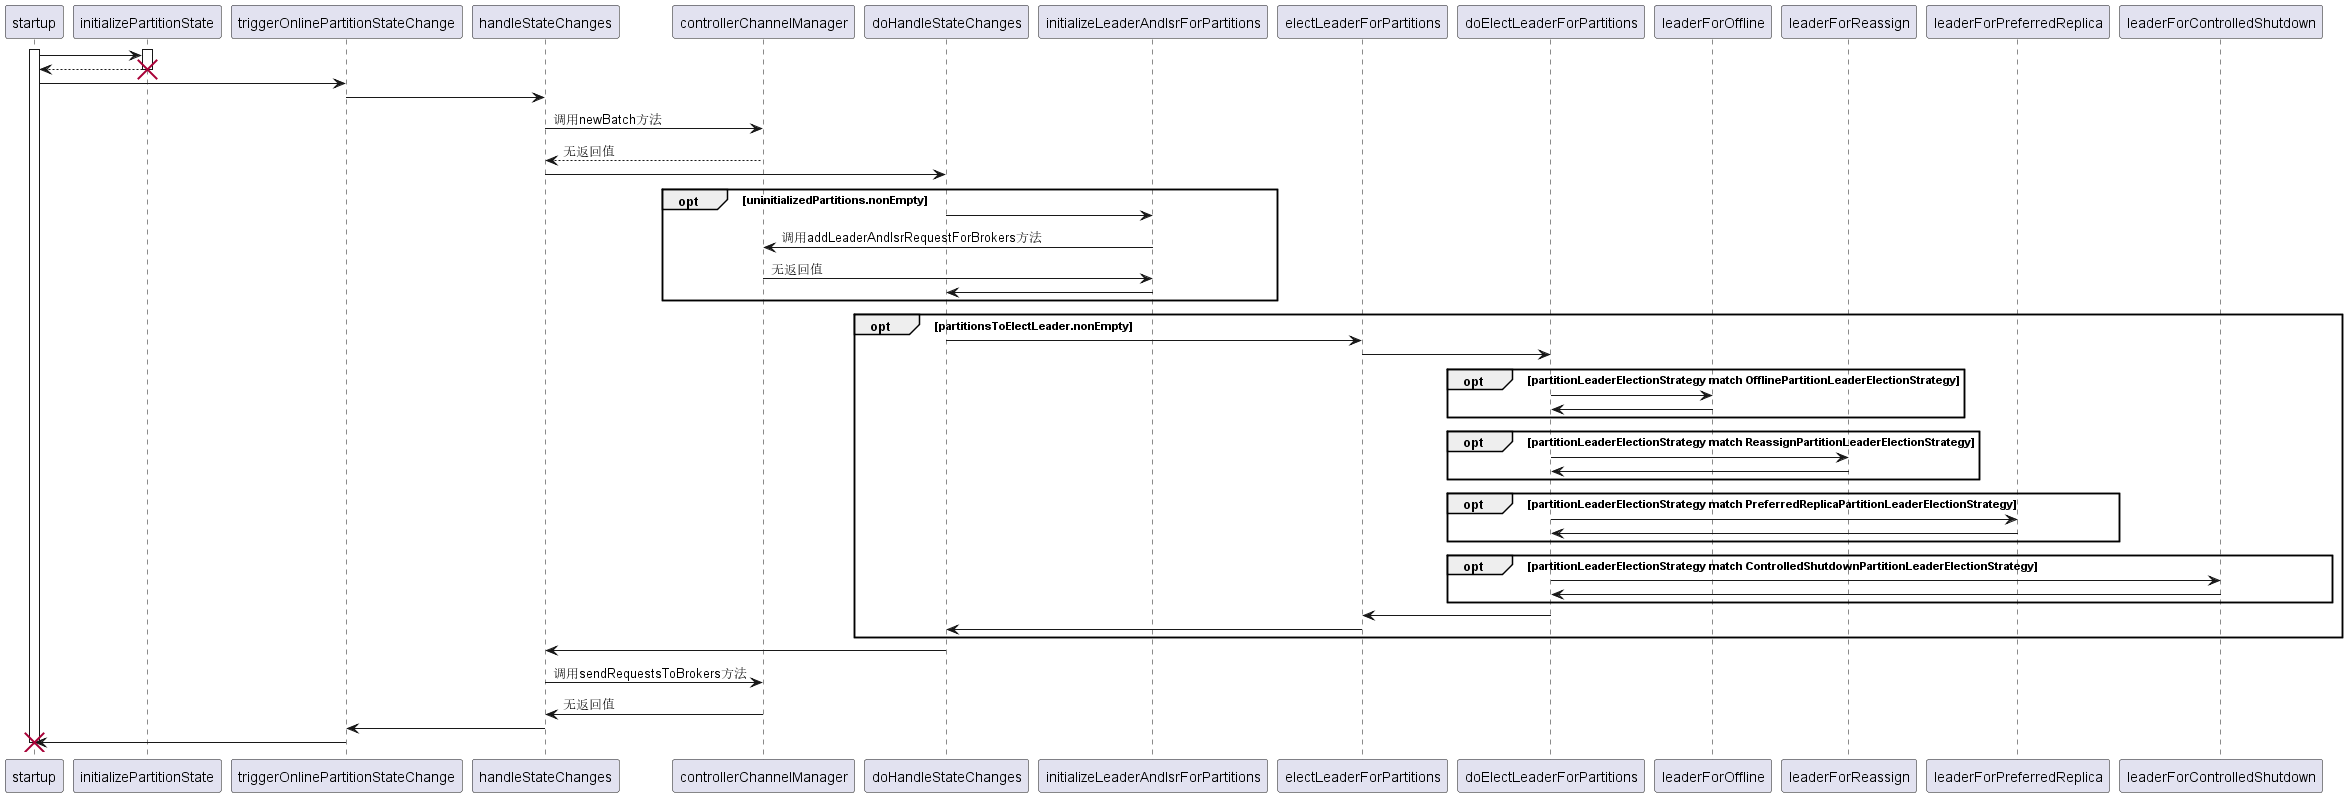 startup initializePartitionState triggerOnlinePartitionStateChange handleStateChanges controllerChannelManager doHandleStateChanges initializeLeaderAndIsrForPartitions electLeaderForPartitions doElectLeaderForPartitions leaderForOffline leaderForReassign leaderForPreferredReplica leaderForControlledShutdown
调用newBatch方法
无返回值
opt [uninitializedPartitions.nonEmpty]
调用addLeaderAndIsrRequestForBrokers方法
无返回值
opt [partitionsToElectLeader.nonEmpty]
opt [partitionLeaderElectionStrategy match OfflinePartitionLeaderElectionStrategy]
opt [partitionLeaderElectionStrategy match ReassignPartitionLeaderElectionStrategy]
opt [partitionLeaderElectionStrategy match PreferredReplicaPartitionLeaderElectionStrategy]
opt [partitionLeaderElectionStrategy match ControlledShutdownPartitionLeaderElectionStrategy]
调用sendRequestsToBrokers方法
无返回值
startup initializePartitionState triggerOnlinePartitionStateChange handleStateChanges controllerChannelManager doHandleStateChanges initializeLeaderAndIsrForPartitions electLeaderForPartitions doElectLeaderForPartitions leaderForOffline leaderForReassign leaderForPreferredReplica leaderForControlledShutdown